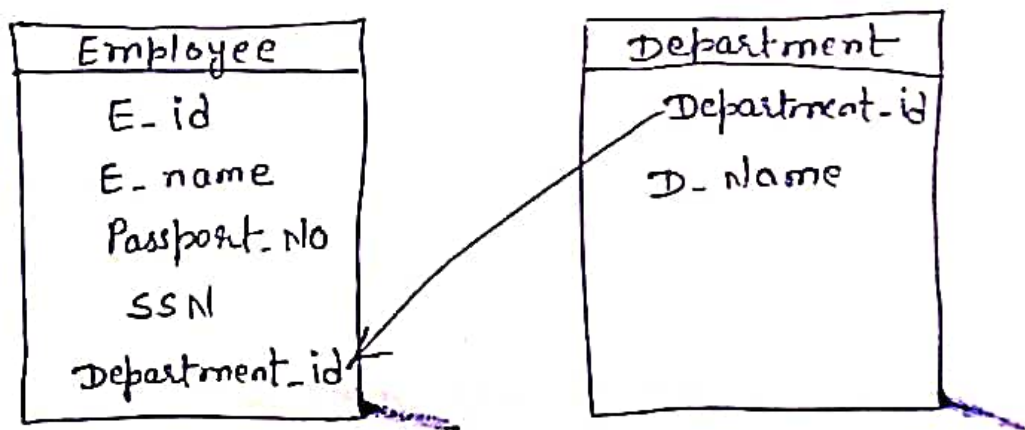 Employee
E_id
E_name
Passport_No
SSN
Department_id
Department
Department_id
D_Name